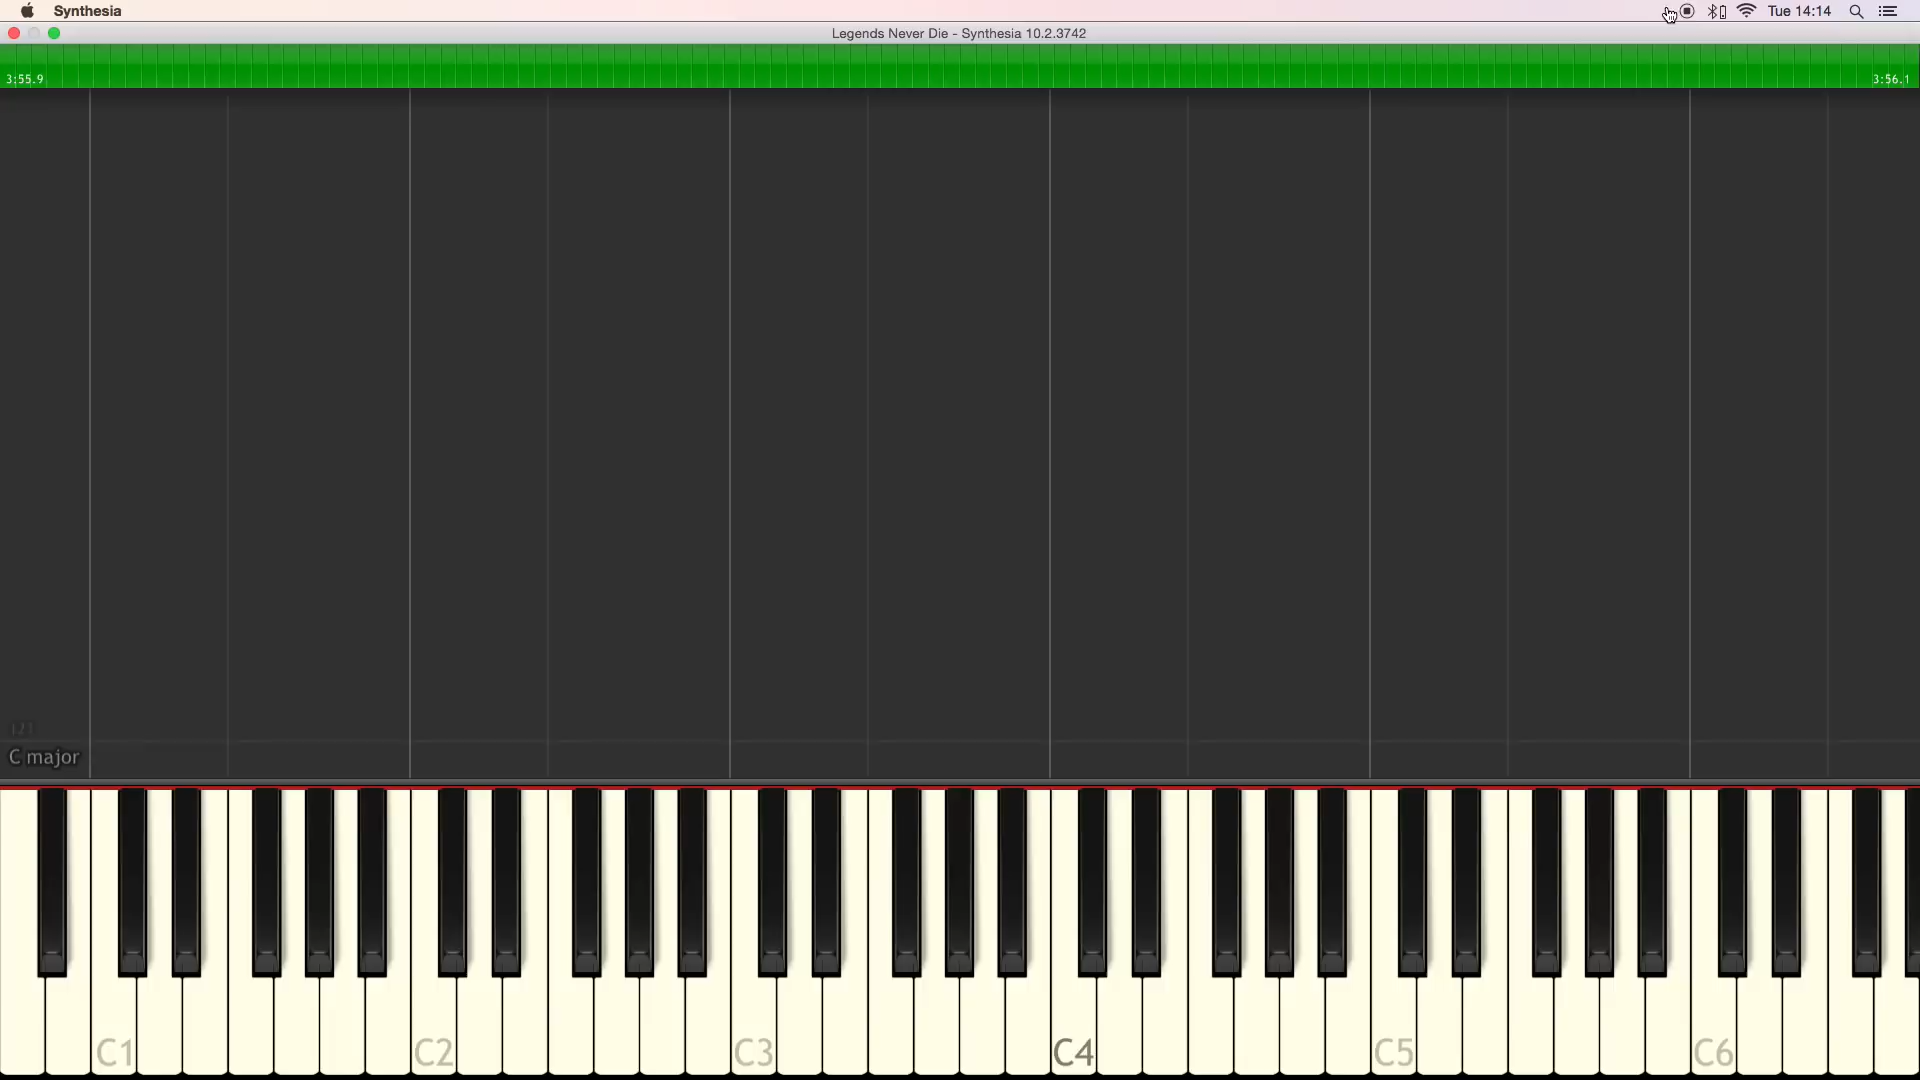 Synthesia
Tue 14:14
Legends Never Die - Synthesia 10.2.3742
3:55.9
3:56.1
121
C major
C1
C2
C3
C4
C5
C6